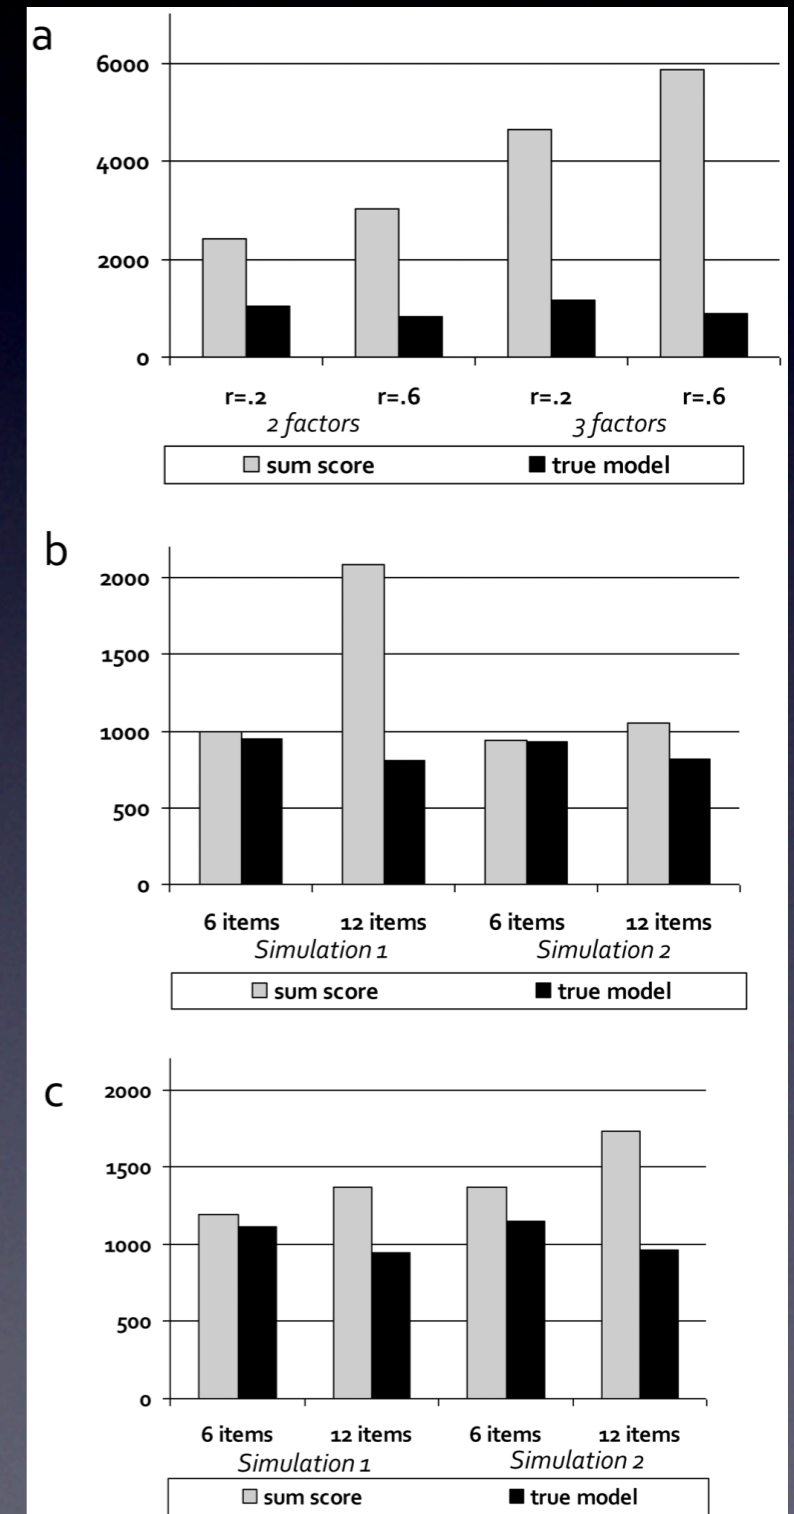 a
6000
4000
2000
0
r=.2 r=.6 r=.2 r=.6
2 factors 3 factors
sum score true model
b
2000
1500
1000
500
0
6 items 12 items 6 items 12 items
Simulation 1 Simulation 2
sum score true model
c
2000
1500
1000
500
0
6 items 12 items 6 items 12 items
Simulation 1 Simulation 2
sum score true model